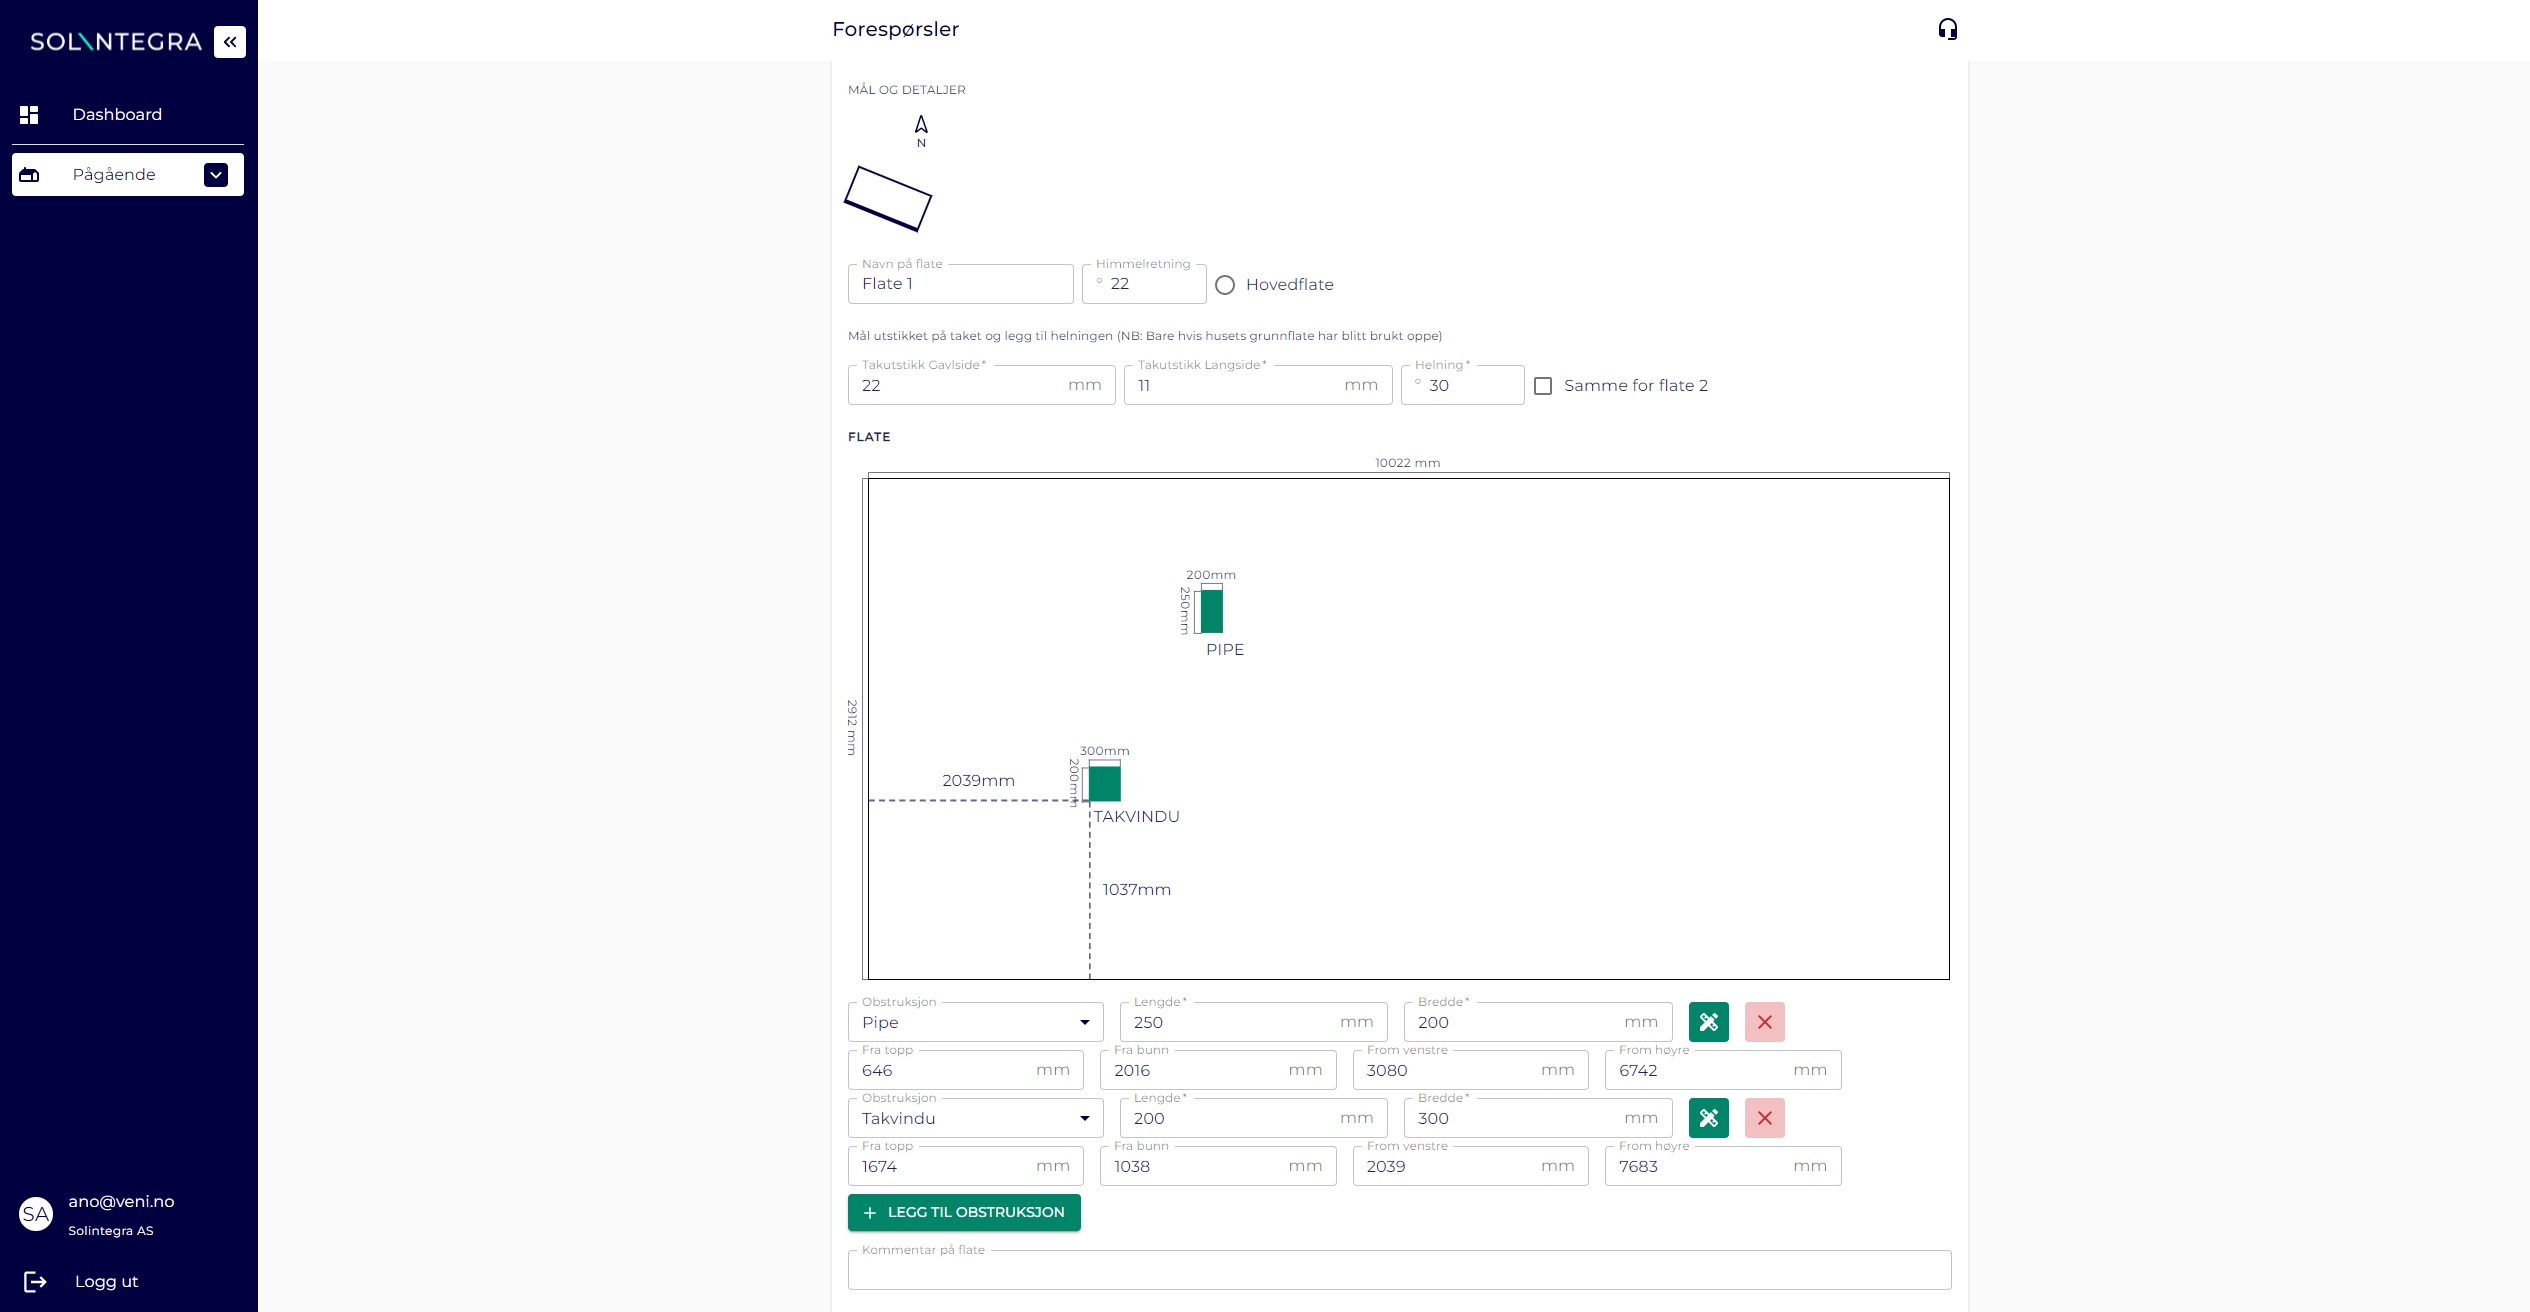 SOLINTEGRA
Dashboard
Pågående
ano@veni.no
SA
Solintegra AS
Logg ut
Forespørsler
MÅL OG DETALJER
N
Navn på flate
Flate 1
Himmelretning
° 22
Hovedflate
Mål utstikket på taket og legg til helningen (NB: Bare hvis husets grunnflate har blitt brukt oppe)
Takutstikk Gavlside*
22 mm
Takutstikk Langside*
11 mm
Helning*
° 30
Samme for flate 2
FLATE
10022 mm
2912 mm
200mm
250mm
PIPE
300mm
200mm
2039mm
TAKVINDU
1037mm
Obstruksjon
Pipe
Lengde*
250 mm
Bredde*
200 mm
Fra topp
646 mm
Fra bunn
2016 mm
From venstre
3080 mm
From høyre
6742 mm
Obstruksjon
Takvindu
Lengde*
200 mm
Bredde*
300 mm
Fra topp
1674 mm
Fra bunn
1038 mm
From venstre
2039 mm
From høyre
7683 mm
+ LEGG TIL OBSTRUKSJON
Kommentar på flate